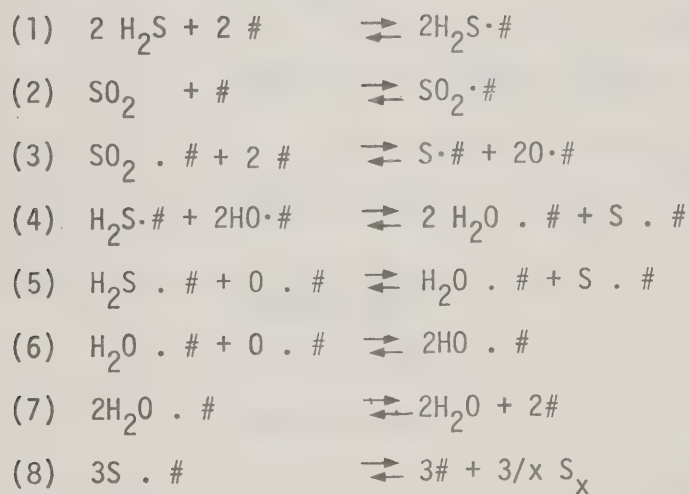 (1) 2 H₂S + 2 # ⇄ 2H₂S·#
(2) SO₂ + # ⇄ SO₂·#
(3) SO₂ . # + 2 # ⇄ S·# + 2O·#
(4) H₂S·# + 2HO·# ⇄ 2 H₂O . # + S . #
(5) H₂S . # + O . # ⇄ H₂O . # + S . #
(6) H₂O . # + O . # ⇄ 2HO . #
(7) 2H₂O . # ⇄ 2H₂O + 2#
(8) 3S . # ⇄ 3# + 3/x Sₓ